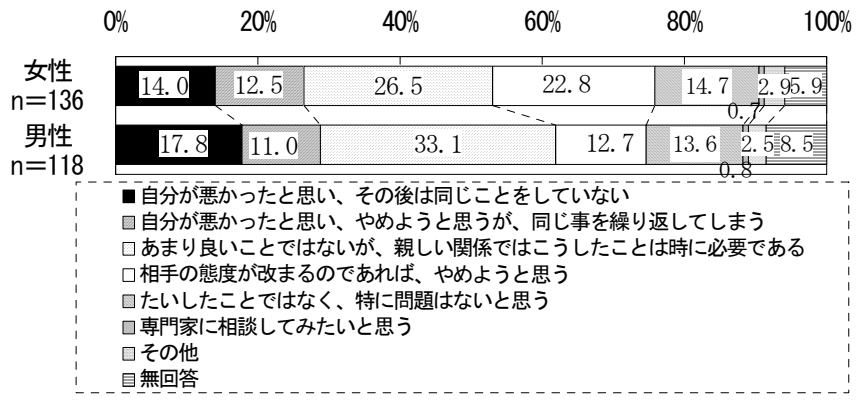 0% 20% 40% 60% 80% 100%
女性
n＝136
14.0 12.5 26.5 22.8 14.7 0.7 2.9 5.9
男性
n＝118
17.8 11.0 33.1 12.7 13.6 0.8 2.5 8.5
自分が悪かったと思い、その後は同じことをしていない
自分が悪かったと思い、やめようと思うが、同じ事を繰り返してしまう
あまり良いことではないが、親しい関係ではこうしたことは時に必要である
相手の態度が改まるのであれば、やめようと思う
たいしたことではなく、特に問題はないと思う
専門家に相談してみたいと思う
その他
無回答